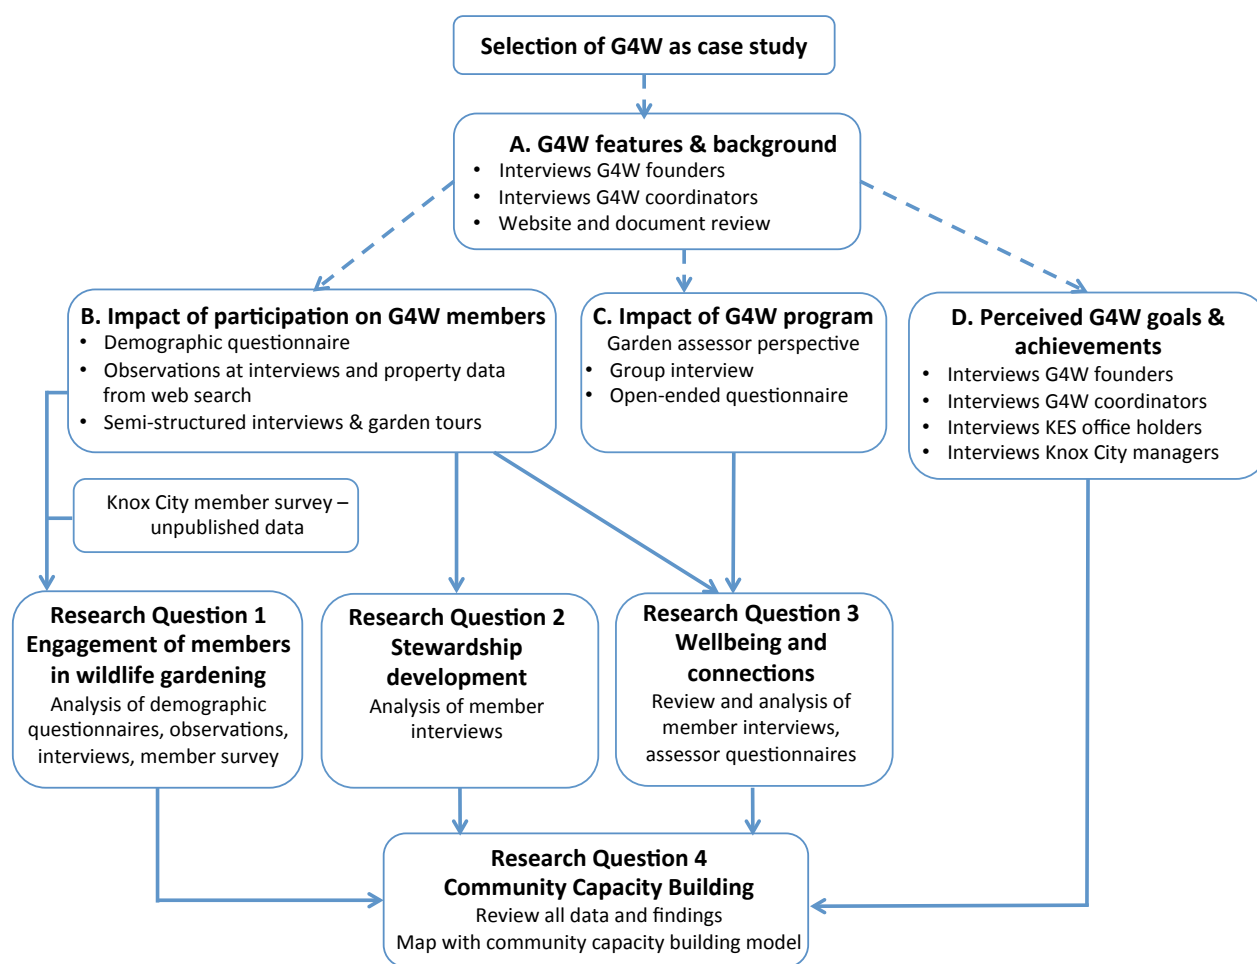 Selection of G4W as case study
A. G4W features & background
• Interviews G4W founders
• Interviews G4W coordinators
• Website and document review
B. Impact of participation on G4W members
• Demographic questionnaire
• Observations at interviews and property data
from web search
• Semi-structured interviews & garden tours
C. Impact of G4W program
Garden assessor perspective
• Group interview
• Open-ended questionnaire
D. Perceived G4W goals &
achievements
• Interviews G4W founders
• Interviews G4W coordinators
• Interviews KES office holders
• Interviews Knox City managers
Knox City member survey –
unpublished data
Research Question 1
Engagement of members
in wildlife gardening
Analysis of demographic
questionnaires, observations,
interviews, member survey
Research Question 2
Stewardship
development
Analysis of member
interviews
Research Question 3
Wellbeing and
connections
Review and analysis of
member interviews,
assessor questionnaires
Research Question 4
Community Capacity Building
Review all data and findings
Map with community capacity building model